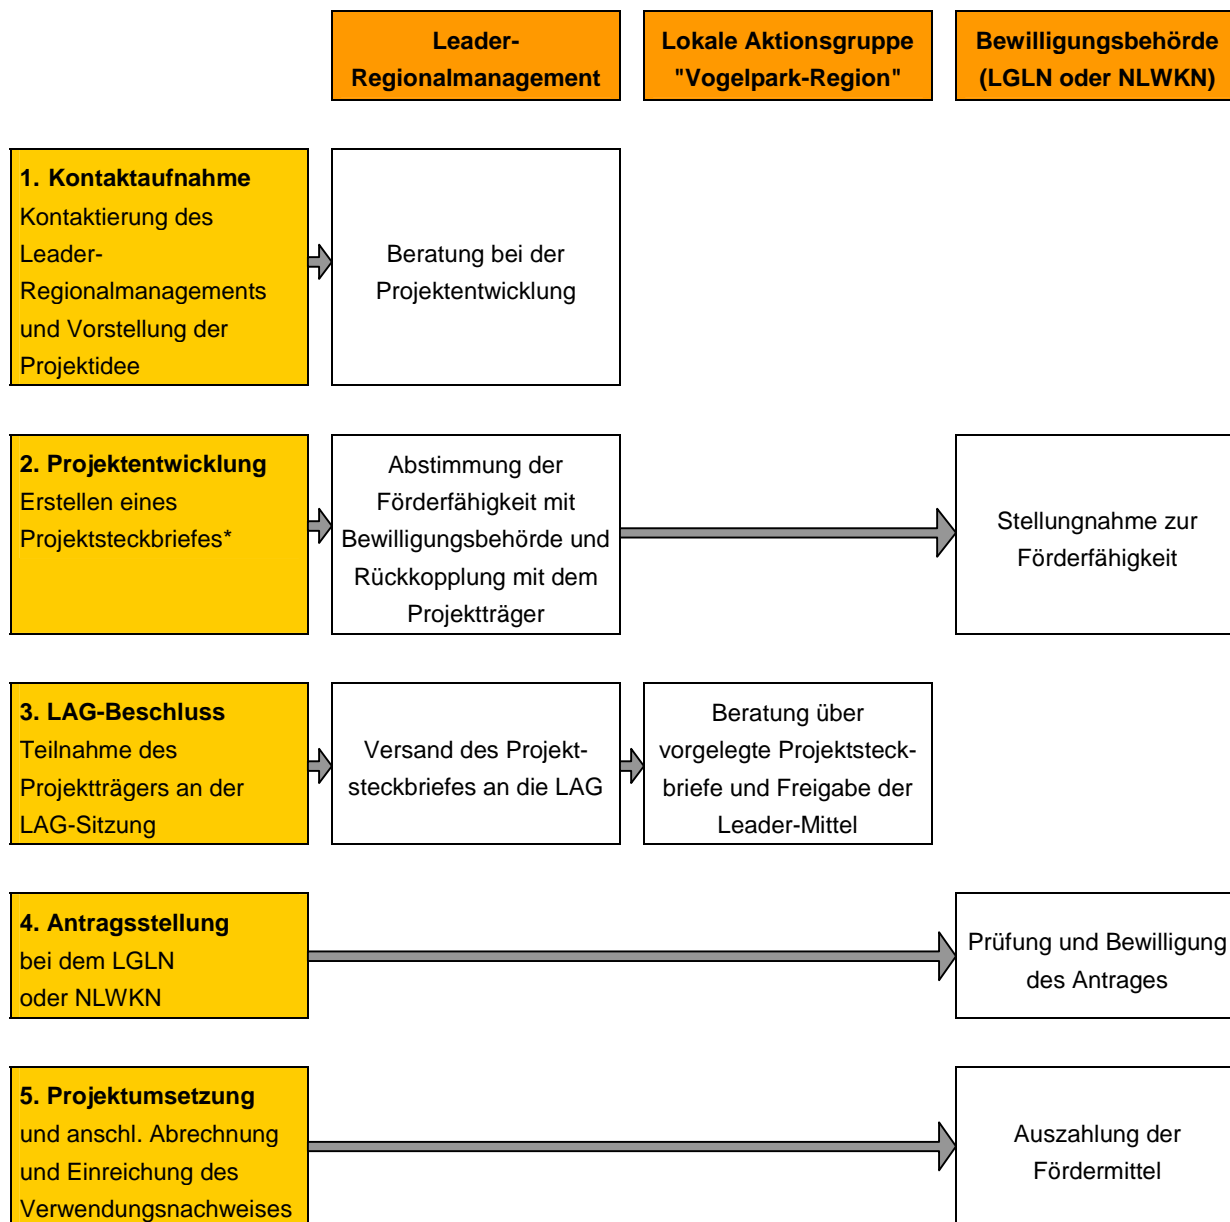 Leader-
Regionalmanagement
Lokale Aktionsgruppe
"Vogelpark-Region"
Bewilligungsbehörde
(LGLN oder NLWKN)
1. Kontaktaufnahme
Kontaktierung des
Leader-
Regionalmanagements
und Vorstellung der
Projektidee
Beratung bei der
Projektentwicklung
2. Projektentwicklung
Erstellen eines
Projektsteckbriefes*
Abstimmung der
Förderfähigkeit mit
Bewilligungsbehörde und
Rückkopplung mit dem
Projektträger
Stellungnahme zur
Förderfähigkeit
3. LAG-Beschluss
Teilnahme des
Projektträgers an der
LAG-Sitzung
Versand des Projekt-
steckbriefes an die LAG
Beratung über
vorgelegte Projektsteck-
briefe und Freigabe der
Leader-Mittel
4. Antragsstellung
bei dem LGLN
oder NLWKN
Prüfung und Bewilligung
des Antrages
5. Projektumsetzung
und anschl. Abrechnung
und Einreichung des
Verwendungsnachweises
Auszahlung der
Fördermittel